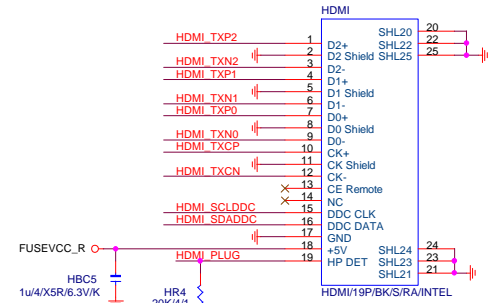 HDMI
HDMI_TXP2 1 D2+ SHL20 20
2 D2 Shield SHL22 22
HDMI_TXN2 3 D2- SHL25 25
HDMI_TXP1 4 D1+
5 D1 Shield
HDMI_TXN1 6 D1-
HDMI_TXP0 7 D0+
8 D0 Shield
HDMI_TXN0 9 D0-
HDMI_TXCP 10 CK+
11 CK Shield
HDMI_TXCN 12 CK-
13 CE Remote
14 NC
HDMI_SCLDDC 15 DDC CLK
HDMI_SDADDC 16 DDC DATA
17 GND
FUSEVCC_R 18 +5V SHL24 24
HDMI_PLUG 19 HP DET SHL23 23
SHL21 21
HBC5
1u/4/X5R/6.3V/K
HR4
HDMI/19P/BK/S/RA/INTEL